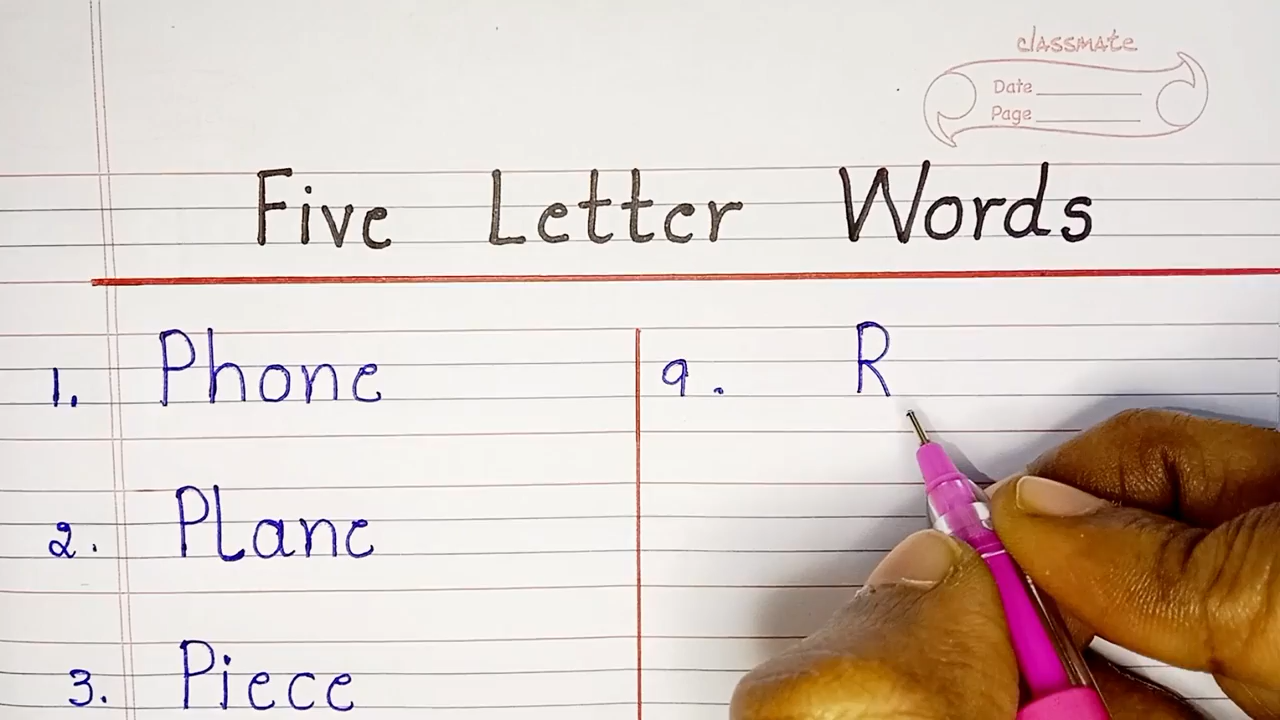 classmate
Date
Page
Five Letter Words
1. Phone
2. Plane
3. Piece
9. R